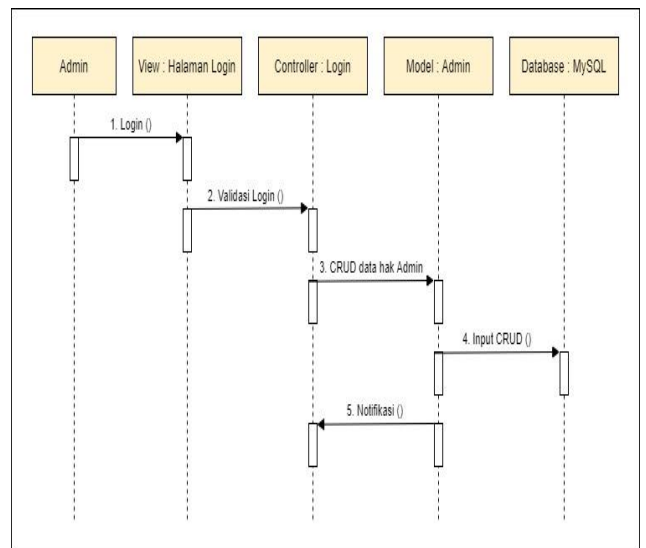 Admin
View : Halaman Login
Controller : Login
Model : Admin
Database : MySQL
1. Login ()
2. Validasi Login ()
3. CRUD data hak Admin
4. Input CRUD ()
5. Notifikasi ()